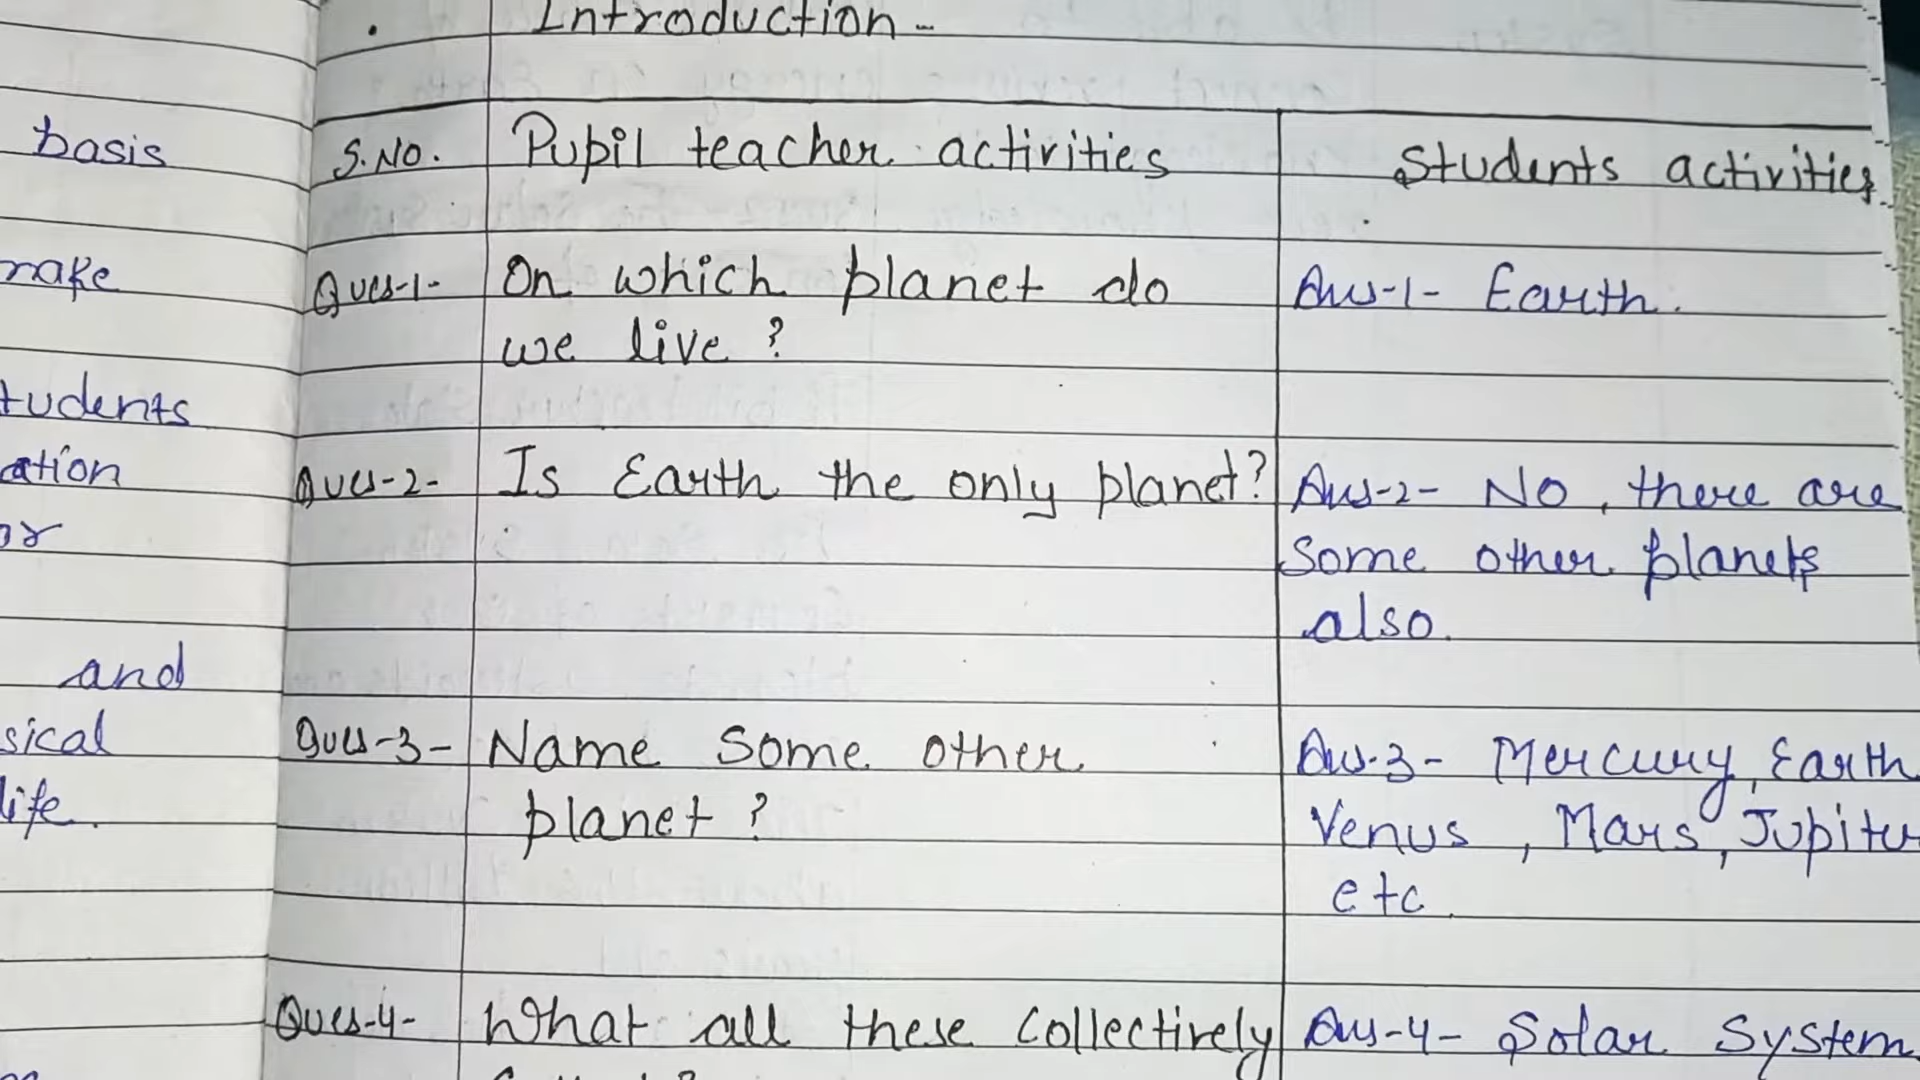 Introduction -
basis
S.No. Pupil teacher activities Students activities
make
Ques-1- On which planet do Ans-1- Earth.
we live ?
tudents
ation
Ques-2- Is Earth the only planet? Ans-2- No, there are
or
some other planets
also.
and
sical
Ques-3- Name some other Ans-3- Mercury, Earth
life.
planet ? Venus, Mars, Jupiter
etc
Ques-4- What all these collectively Ans-4- Solar System